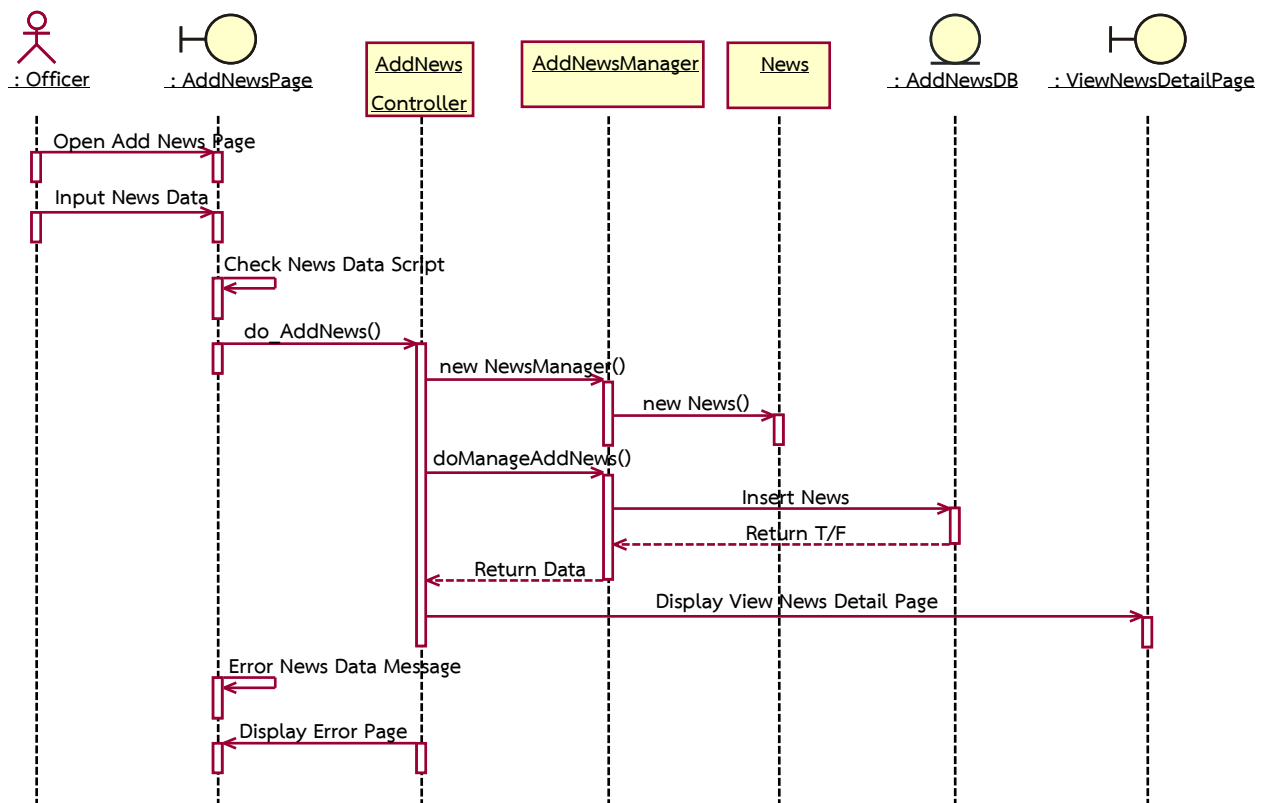 : Officer
: AddNewsPage
AddNews
Controller
AddNewsManager
News
: AddNewsDB
: ViewNewsDetailPage
Open Add News Page
Input News Data
Check News Data Script
do_AddNews()
new NewsManager()
new News()
doManageAddNews()
Insert News
Return T/F
Return Data
Display View News Detail Page
Error News Data Message
Display Error Page